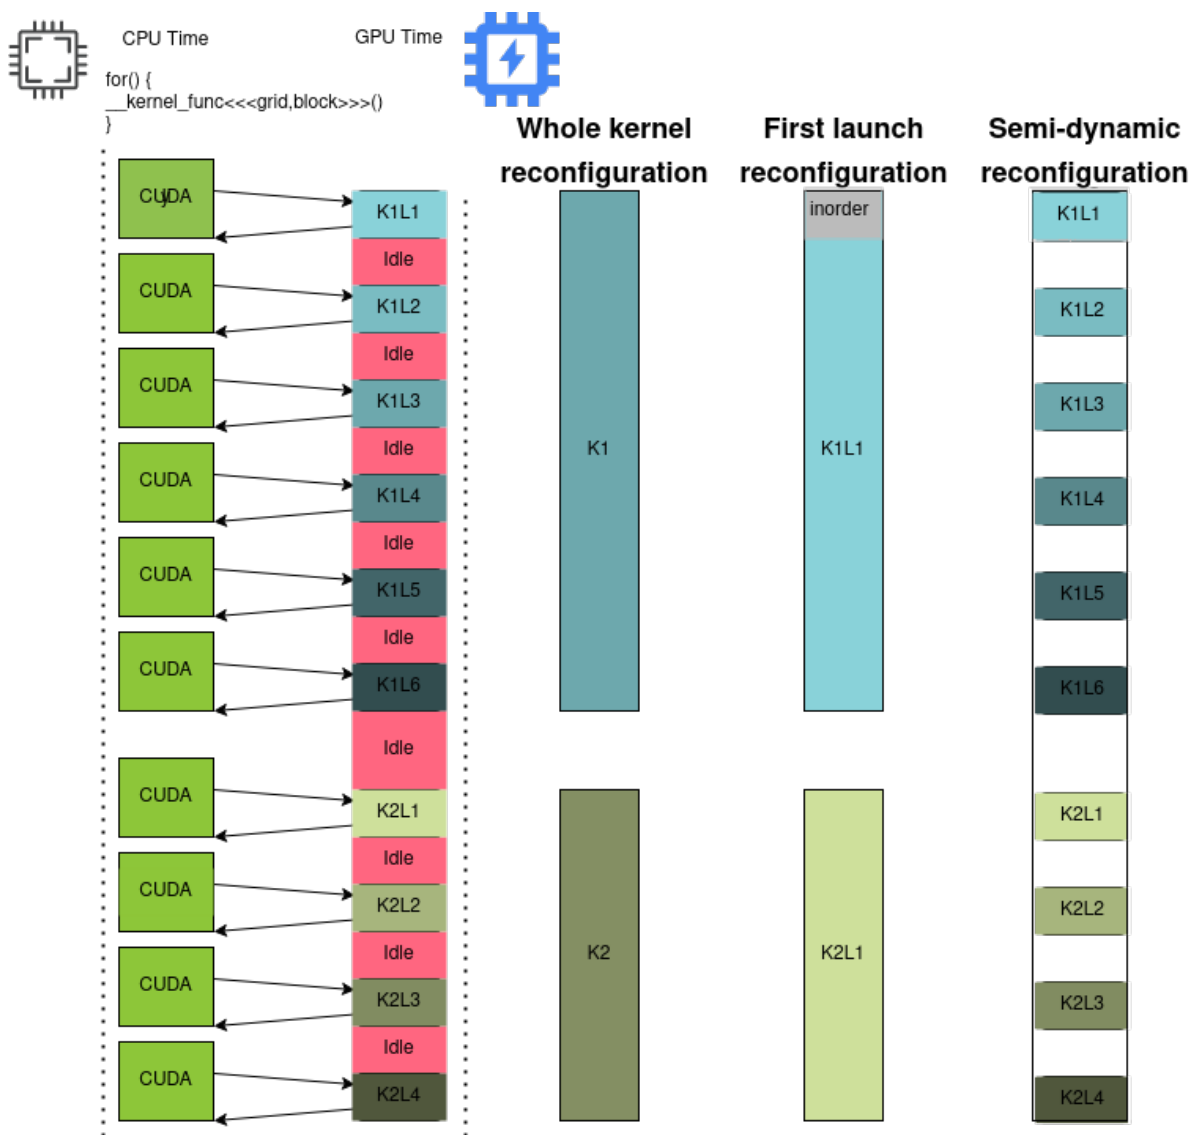 CPU Time
GPU Time
for() {
__kernel_func<<<grid,block>>>()
}
Whole kernel
reconfiguration
First launch
reconfiguration
Semi-dynamic
reconfiguration
CUDA
K1L1
Idle
CUDA
K1L2
Idle
CUDA
K1L3
Idle
CUDA
K1L4
Idle
CUDA
K1L5
Idle
CUDA
K1L6
Idle
CUDA
K2L1
Idle
CUDA
K2L2
Idle
CUDA
K2L3
Idle
CUDA
K2L4
K1
K2
inorder
K1L1
K2L1
K1L1
K1L2
K1L3
K1L4
K1L5
K1L6
K2L1
K2L2
K2L3
K2L4